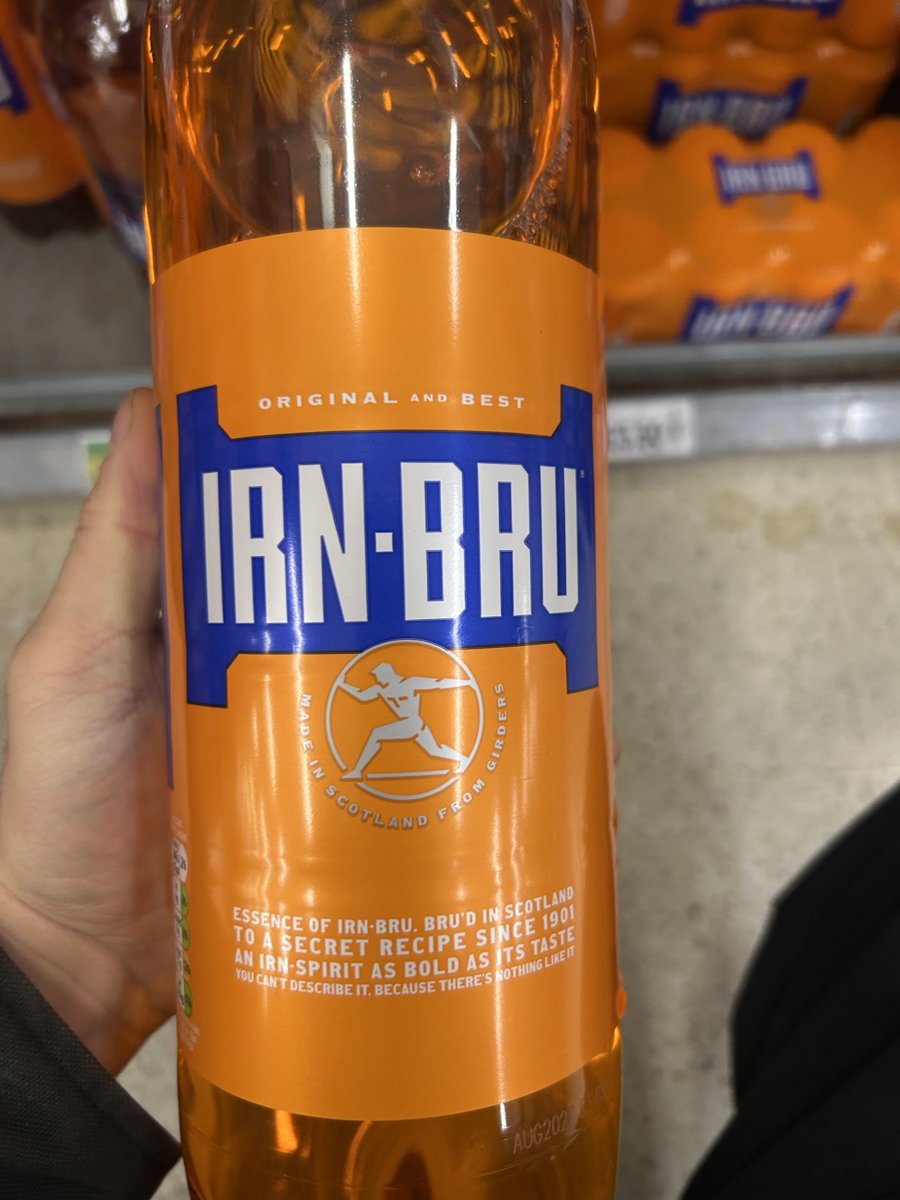 IRN-BRU
IRN-BRU
IRN-BRU
IRN-BRU
ORIGINAL AND BEST
IRN·BRU
MADE IN SCOTLAND FROM GIRDERS
ESSENCE OF IRN-BRU. BRU'D IN SCOTLAND
TO A SECRET RECIPE SINCE 1901
AN IRN-SPIRIT AS BOLD AS ITS TASTE
YOU CAN'T DESCRIBE IT, BECAUSE THERE'S NOTHING LIKE IT